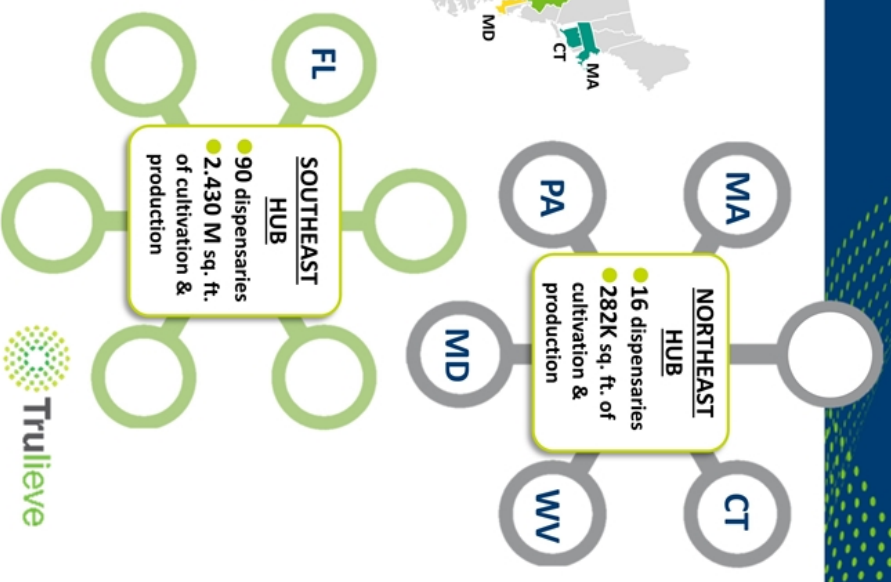 MD
CT
MA
MA
CT
NORTHEAST
HUB
16 dispensaries
282K sq. ft. of
cultivation &
production
PA
MD
WV
FL
SOUTHEAST
HUB
90 dispensaries
2.430 M sq. ft.
of cultivation &
production
Trulieve